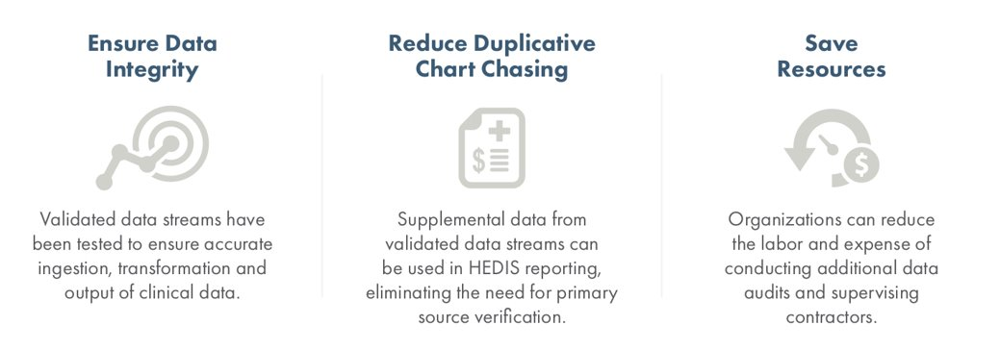 Ensure Data
Integrity
Validated data streams have
been tested to ensure accurate
ingestion, transformation and
output of clinical data.
Reduce Duplicative
Chart Chasing
$
Supplemental data from
validated data streams can
be used in HEDIS reporting,
eliminating the need for primary
source verification.
Save
Resources
$
Organizations can reduce
the labor and expense of
conducting additional data
audits and supervising
contractors.